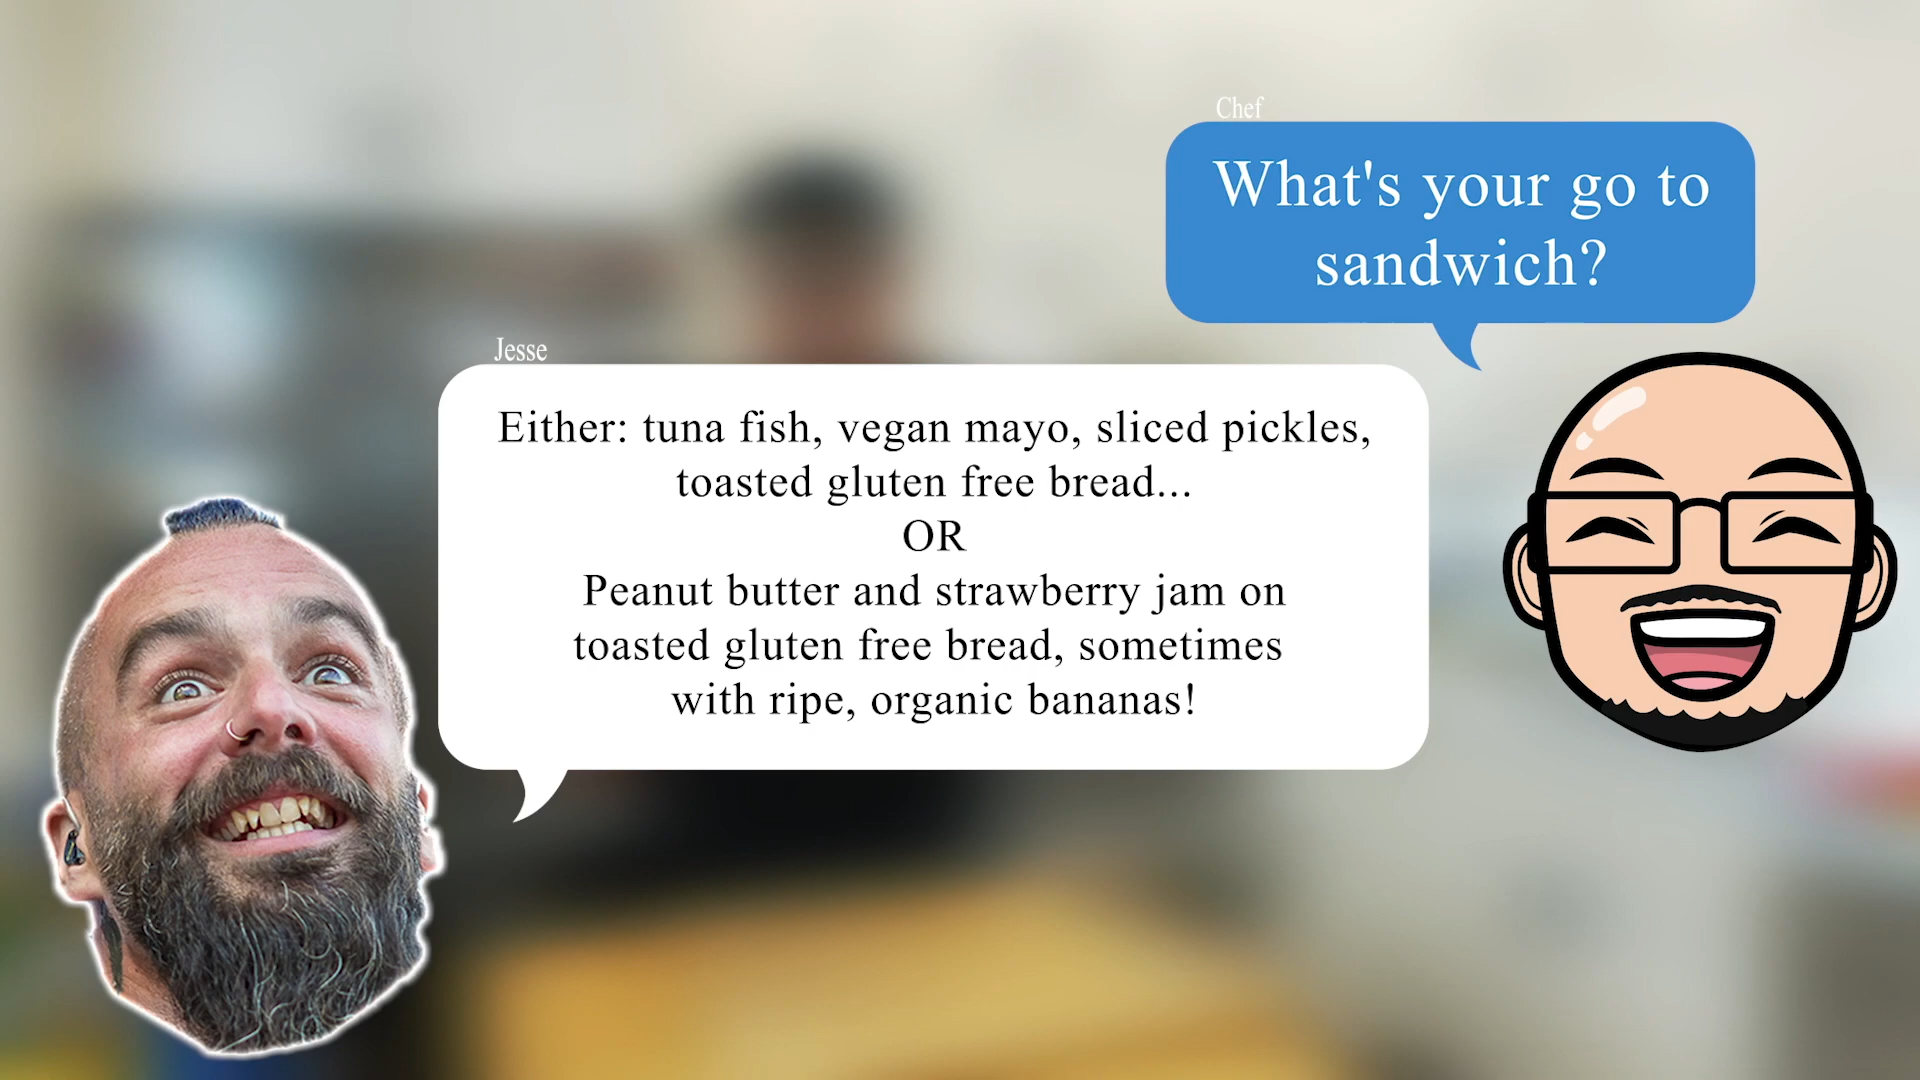 Chef
What's your go to
sandwich?
Jesse
Either: tuna fish, vegan mayo, sliced pickles,
toasted gluten free bread...
OR
Peanut butter and strawberry jam on
toasted gluten free bread, sometimes
with ripe, organic bananas!